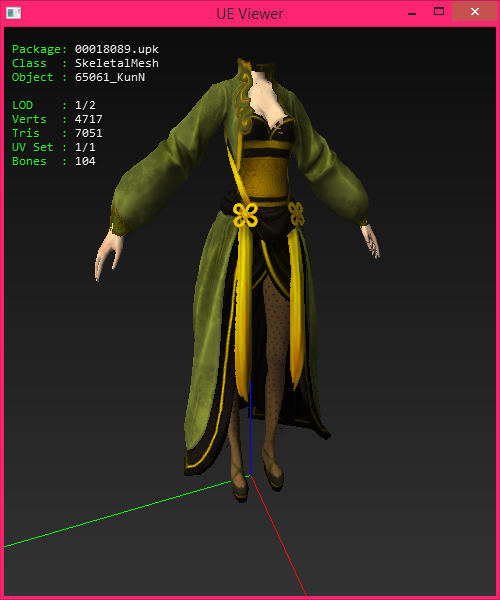 UE Viewer
Package: 00018089.upk
Class  : SkeletalMesh
Object : 65061_KunN
LOD    : 1/2
Verts  : 4717
Tris   : 7051
UV Set : 1/1
Bones  : 104